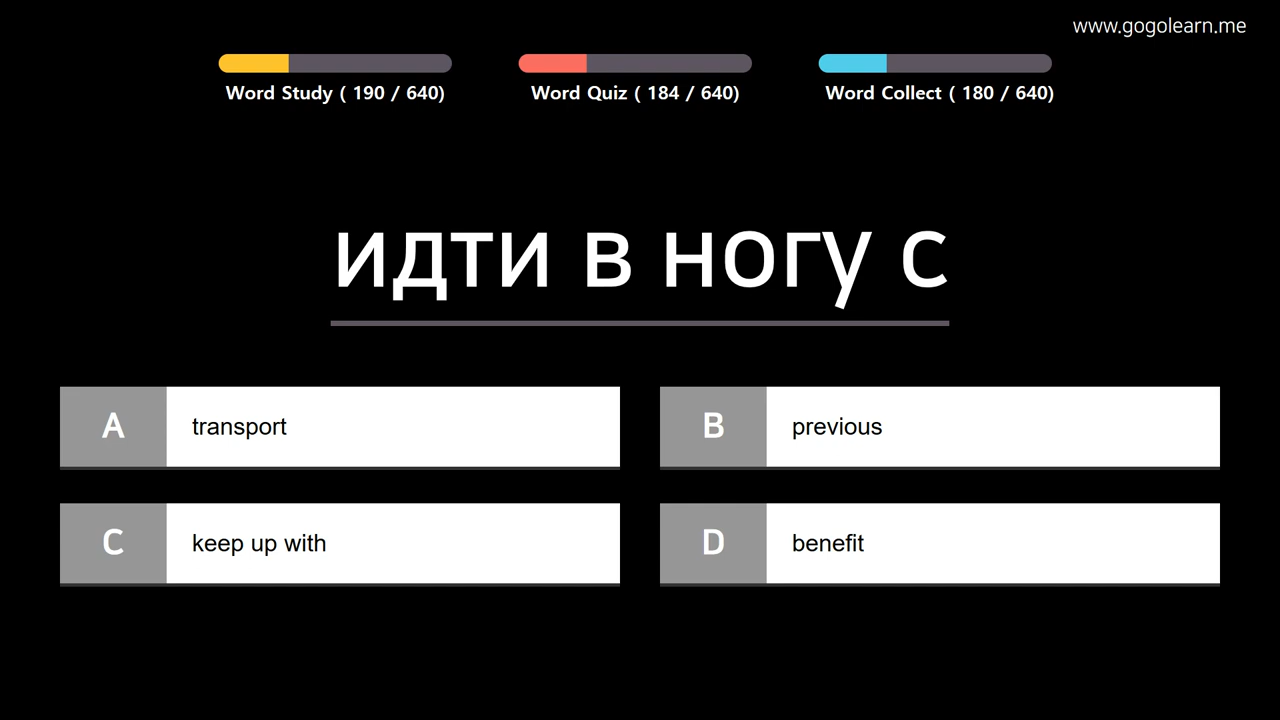 www.gogolearn.me
Word Study ( 190 / 640)
Word Quiz ( 184 / 640)
Word Collect ( 180 / 640)
идти в ногу с
A transport
B previous
C keep up with
D benefit